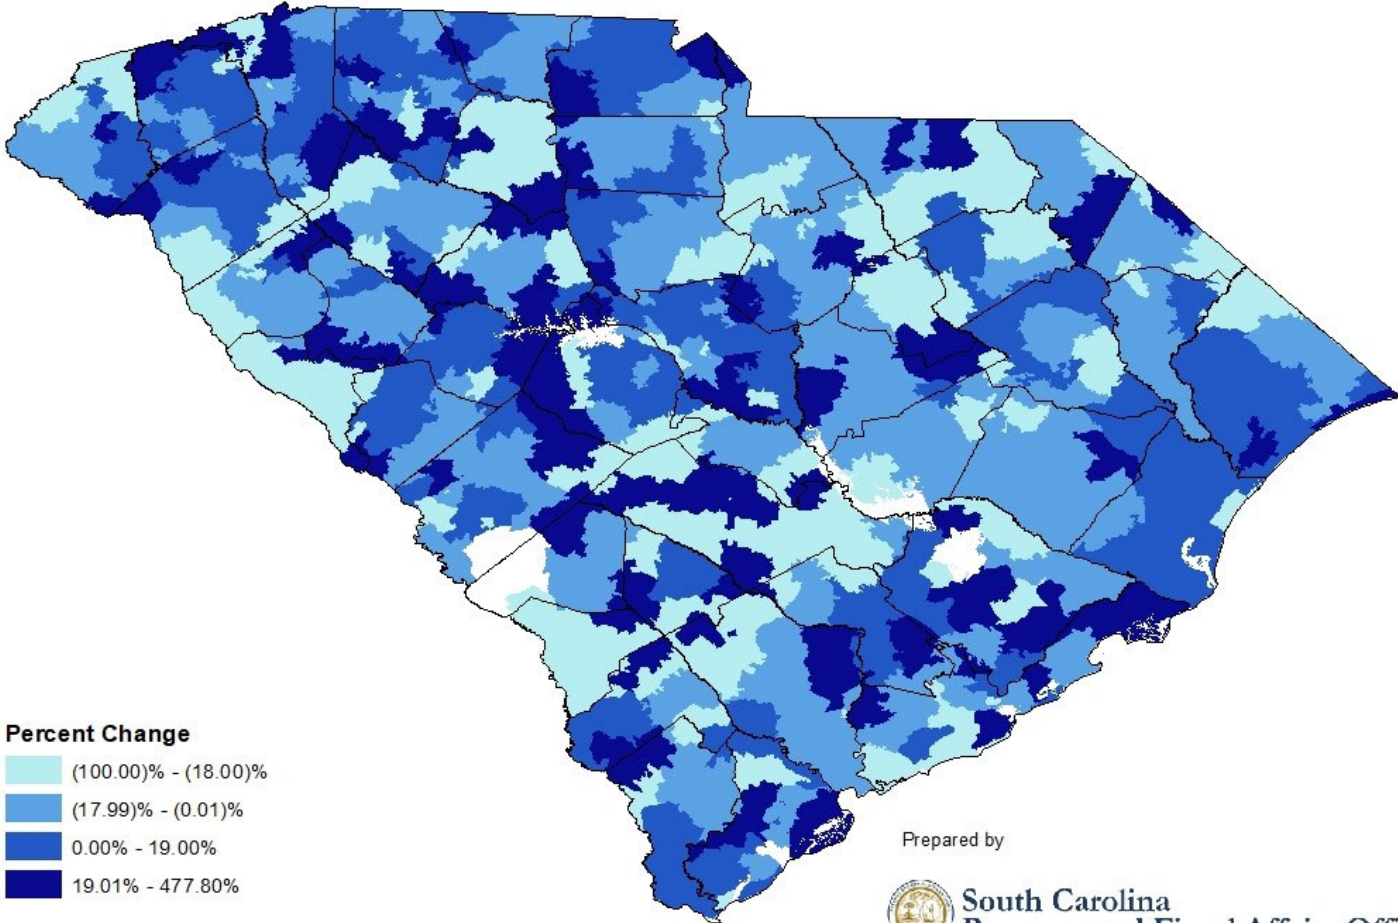 Percent Change
(100.00)% - (18.00)%
(17.99)% - (0.01)%
0.00% - 19.00%
19.01% - 477.80%
Prepared by
South Carolina